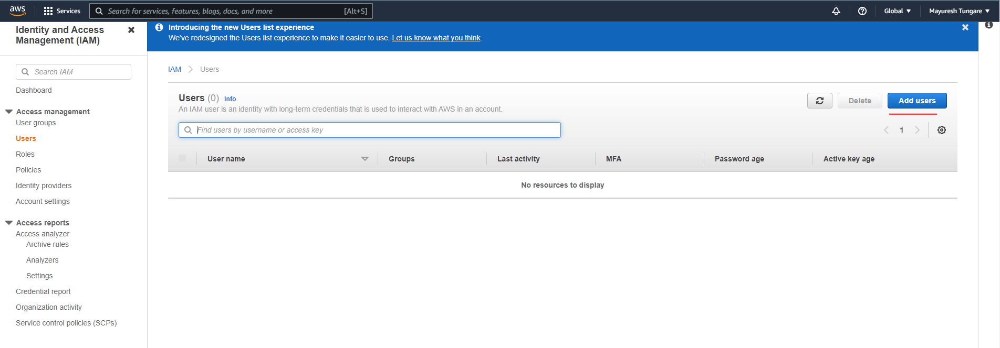 aws Services Search for services, features, blogs, docs, and more [Alt+S] Global Mayuresh Tungare
Identity and Access
Management (IAM)
Introducing the new Users list experience
We've redesigned the Users list experience to make it easier to use. Let us know what you think.
Search IAM
Dashboard
Access management
User groups
Users
Roles
Policies
Identity providers
Account settings
Access reports
Access analyzer
Archive rules
Analyzers
Settings
Credential report
Organization activity
Service control policies (SCPs)
IAM Users
Users (0) Info
An IAM user is an identity with long-term credentials that is used to interact with AWS in an account.
Delete Add users
Find users by username or access key
1
User name Groups Last activity MFA Password age Active key age
No resources to display